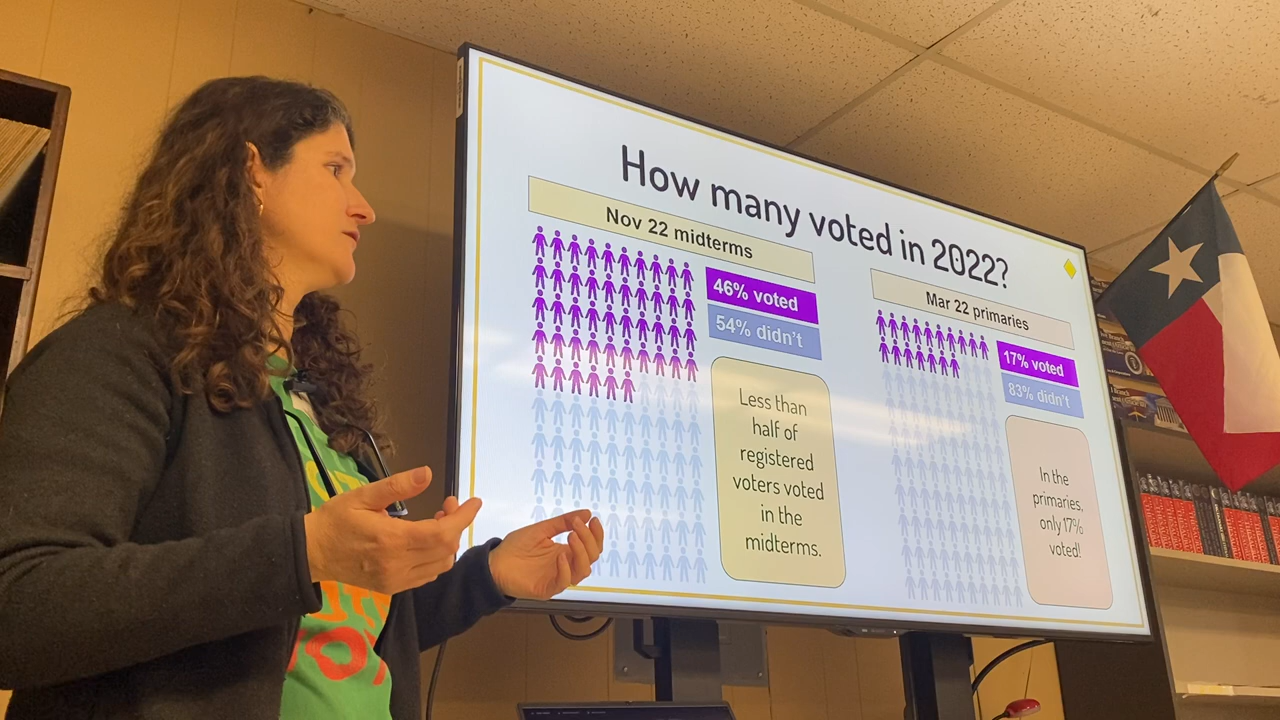 How many voted in 2022?
Nov 22 midterms
46% voted
54% didn't
Less than
half of
registered
voters voted
in the
midterms.
Mar 22 primaries
17% voted
83% didn't
In the
primaries,
only 17%
voted!